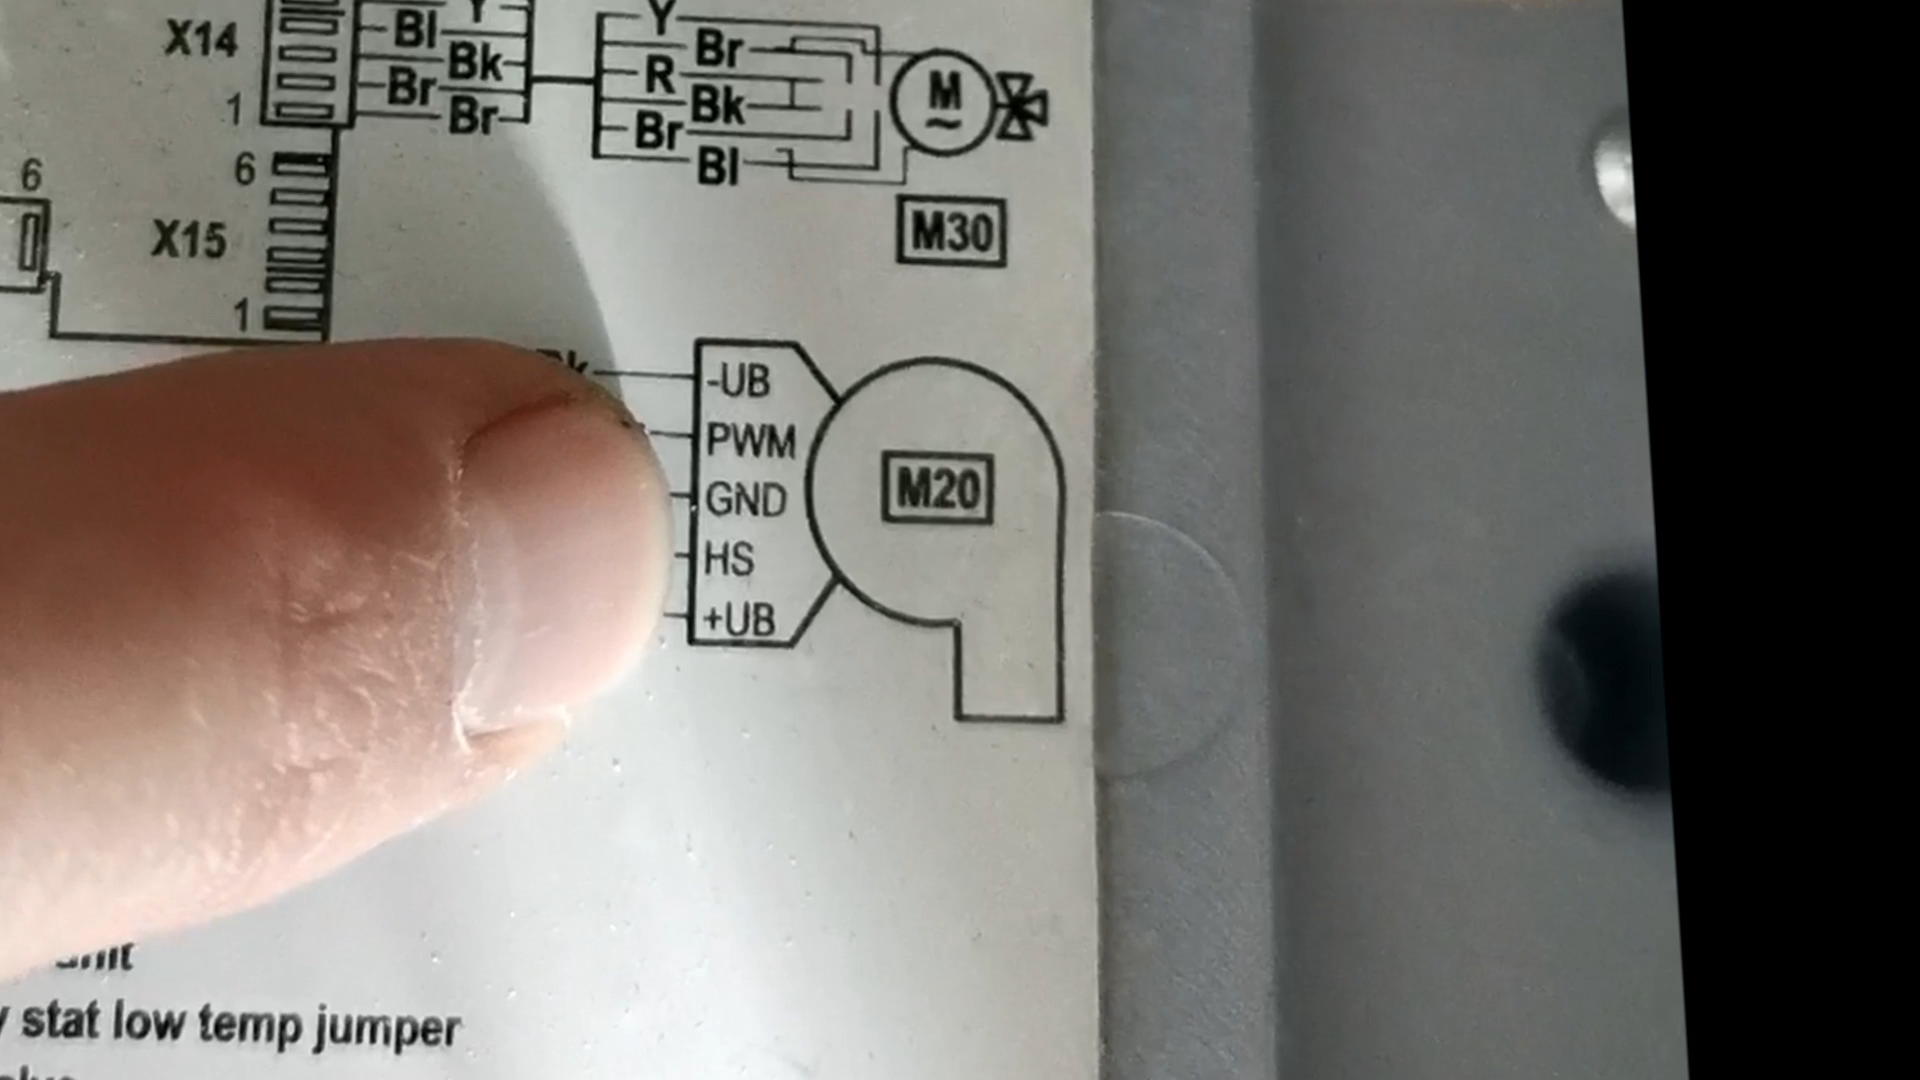 X14
1
Bl
Bk
Br
Br
Y
Br
R
Bk
Br
Bl
M
~
M30
6
6
X15
1
-UB
PWM
GND
HS
+UB
M20
stat low temp jumper